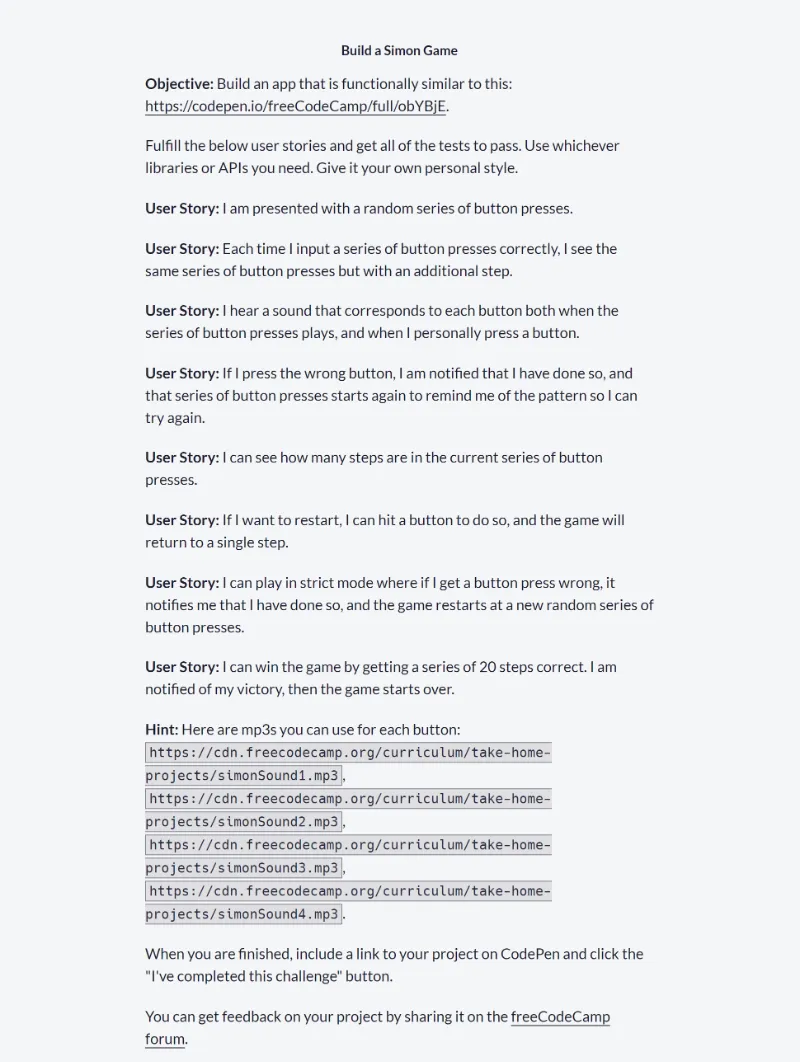 Build a Simon Game
Objective: Build an app that is functionally similar to this:
https://codepen.io/freeCodeCamp/full/obYBjE.
Fulfill the below user stories and get all of the tests to pass. Use whichever
libraries or APIs you need. Give it your own personal style.
User Story: I am presented with a random series of button presses.
User Story: Each time I input a series of button presses correctly, I see the
same series of button presses but with an additional step.
User Story: I hear a sound that corresponds to each button both when the
series of button presses plays, and when I personally press a button.
User Story: If I press the wrong button, I am notified that I have done so, and
that series of button presses starts again to remind me of the pattern so I can
try again.
User Story: I can see how many steps are in the current series of button
presses.
User Story: If I want to restart, I can hit a button to do so, and the game will
return to a single step.
User Story: I can play in strict mode where if I get a button press wrong, it
notifies me that I have done so, and the game restarts at a new random series of
button presses.
User Story: I can win the game by getting a series of 20 steps correct. I am
notified of my victory, then the game starts over.
Hint: Here are mp3s you can use for each button:
https://cdn.freecodecamp.org/curriculum/take-home-
projects/simonSound1.mp3,
https://cdn.freecodecamp.org/curriculum/take-home-
projects/simonSound2.mp3,
https://cdn.freecodecamp.org/curriculum/take-home-
projects/simonSound3.mp3,
https://cdn.freecodecamp.org/curriculum/take-home-
projects/simonSound4.mp3.
When you are finished, include a link to your project on CodePen and click the
"I've completed this challenge" button.
You can get feedback on your project by sharing it on the freeCodeCamp
forum.